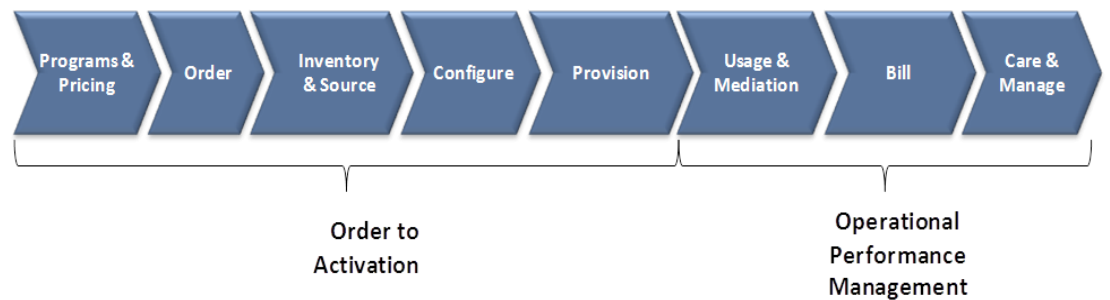 Programs &
Pricing
Order
Inventory
& Source
Configure
Provision
Usage &
Mediation
Bill
Care &
Manage
Order to
Activation
Operational
Performance
Management